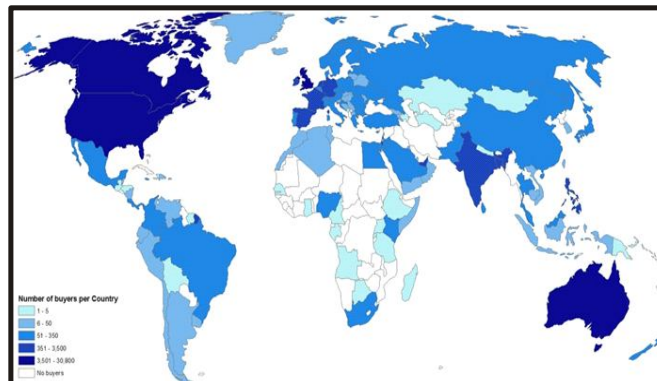 Number of buyers per Country
1 - 5
6 - 50
51 - 350
351 - 3,500
3,501 - 30,800
No buyers